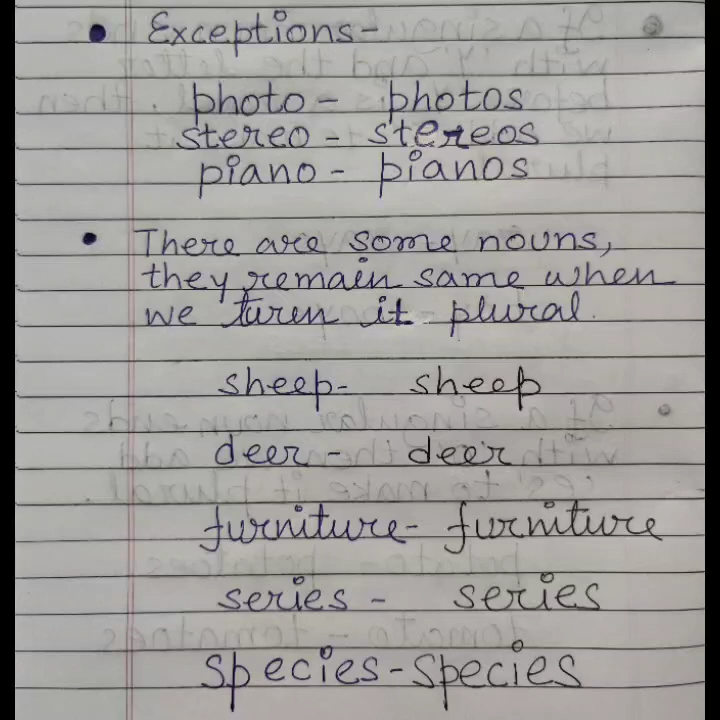 • Exceptions-
photo - photos
stereo - stereos
piano - pianos
• There are some nouns,
they remain same when
we turn it plural.
sheep- sheep
deer- deer
furniture- furniture
series - series
species-species